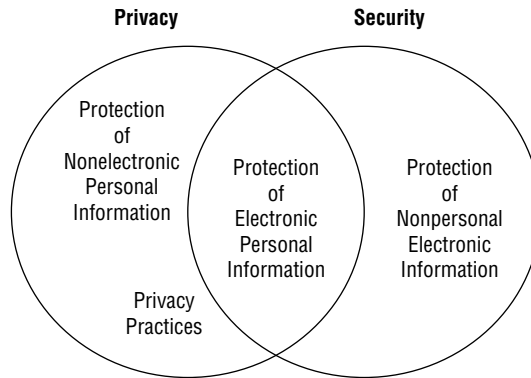 Privacy
Security
Protection
of
Nonelectronic
Personal
Information
Privacy
Practices
Protection
of
Electronic
Personal
Information
Protection
of
Nonpersonal
Electronic
Information